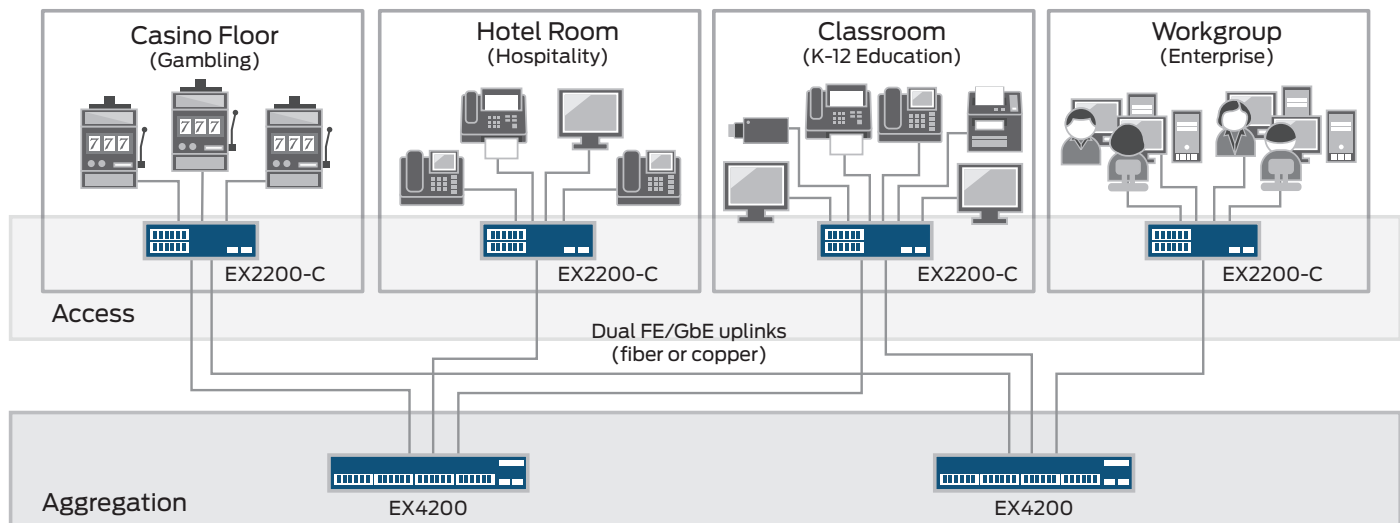 Casino Floor
(Gambling)
Hotel Room
(Hospitality)
Classroom
(K-12 Education)
Workgroup
(Enterprise)
777
777
777
EX2200-C
EX2200-C
EX2200-C
EX2200-C
Access
Dual FE/GbE uplinks
(fiber or copper)
Aggregation
EX4200
EX4200